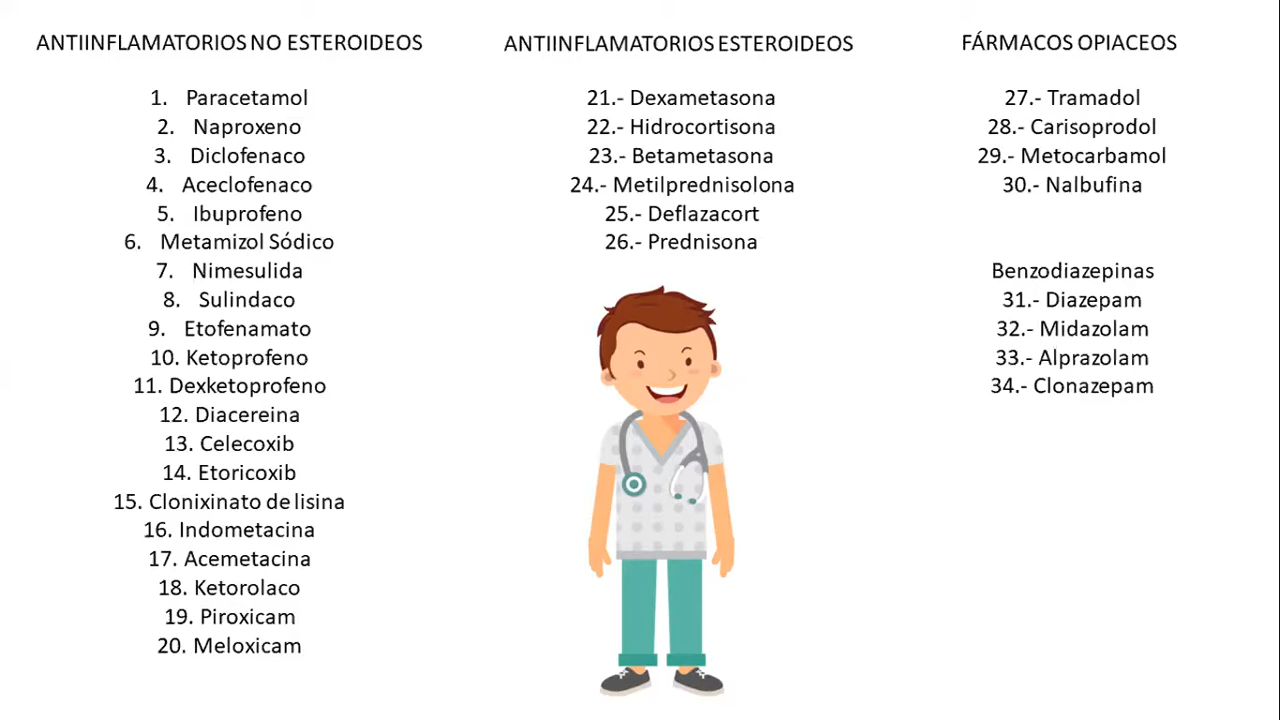 ANTIINFLAMATORIOS NO ESTEROIDEOS
1. Paracetamol
2. Naproxeno
3. Diclofenaco
4. Aceclofenaco
5. Ibuprofeno
6. Metamizol Sódico
7. Nimesulida
8. Sulindaco
9. Etofenamato
10. Ketoprofeno
11. Dexketoprofeno
12. Diacereina
13. Celecoxib
14. Etoricoxib
15. Clonixinato de lisina
16. Indometacina
17. Acemetacina
18. Ketorolaco
19. Piroxicam
20. Meloxicam
ANTIINFLAMATORIOS ESTEROIDEOS
21.- Dexametasona
22.- Hidrocortisona
23.- Betametasona
24.- Metilprednisolona
25.- Deflazacort
26.- Prednisona
FÁRMACOS OPIACEOS
27.- Tramadol
28.- Carisoprodol
29.- Metocarbamol
30.- Nalbufina
Benzodiazepinas
31.- Diazepam
32.- Midazolam
33.- Alprazolam
34.- Clonazepam